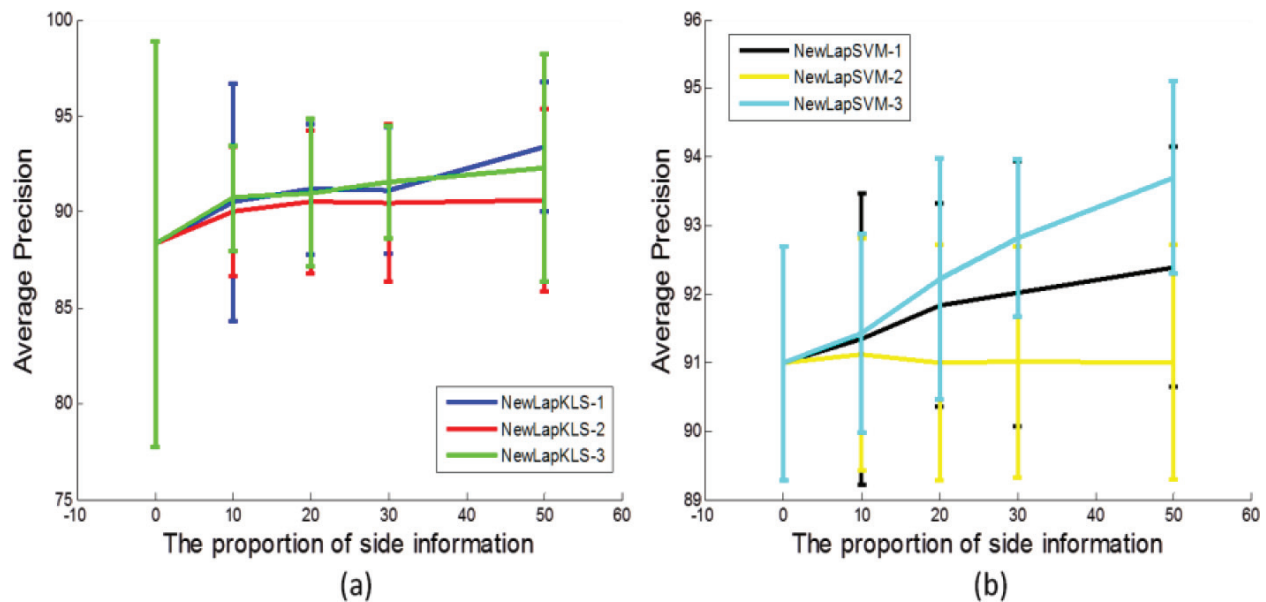 100
95
90
85
80
75
-10 0 10 20 30 40 50 60
Average Precision
The proportion of side information
NewLapKLS-1
NewLapKLS-2
NewLapKLS-3
(a)
96
95
94
93
92
91
90
89
-10 0 10 20 30 40 50 60
Average Precision
The proportion of side information
NewLapSVM-1
NewLapSVM-2
NewLapSVM-3
(b)